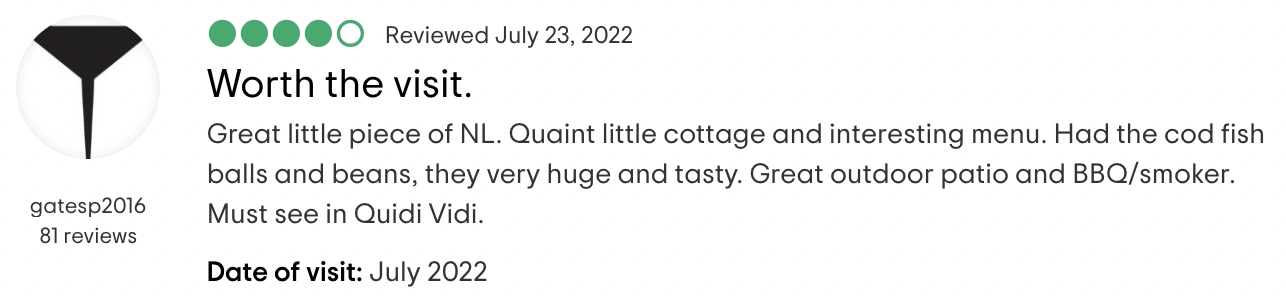 Reviewed July 23, 2022
Worth the visit.
Great little piece of NL. Quaint little cottage and interesting menu. Had the cod fish
balls and beans, they very huge and tasty. Great outdoor patio and BBQ/smoker.
Must see in Quidi Vidi.
gatesp2016
81 reviews
Date of visit: July 2022